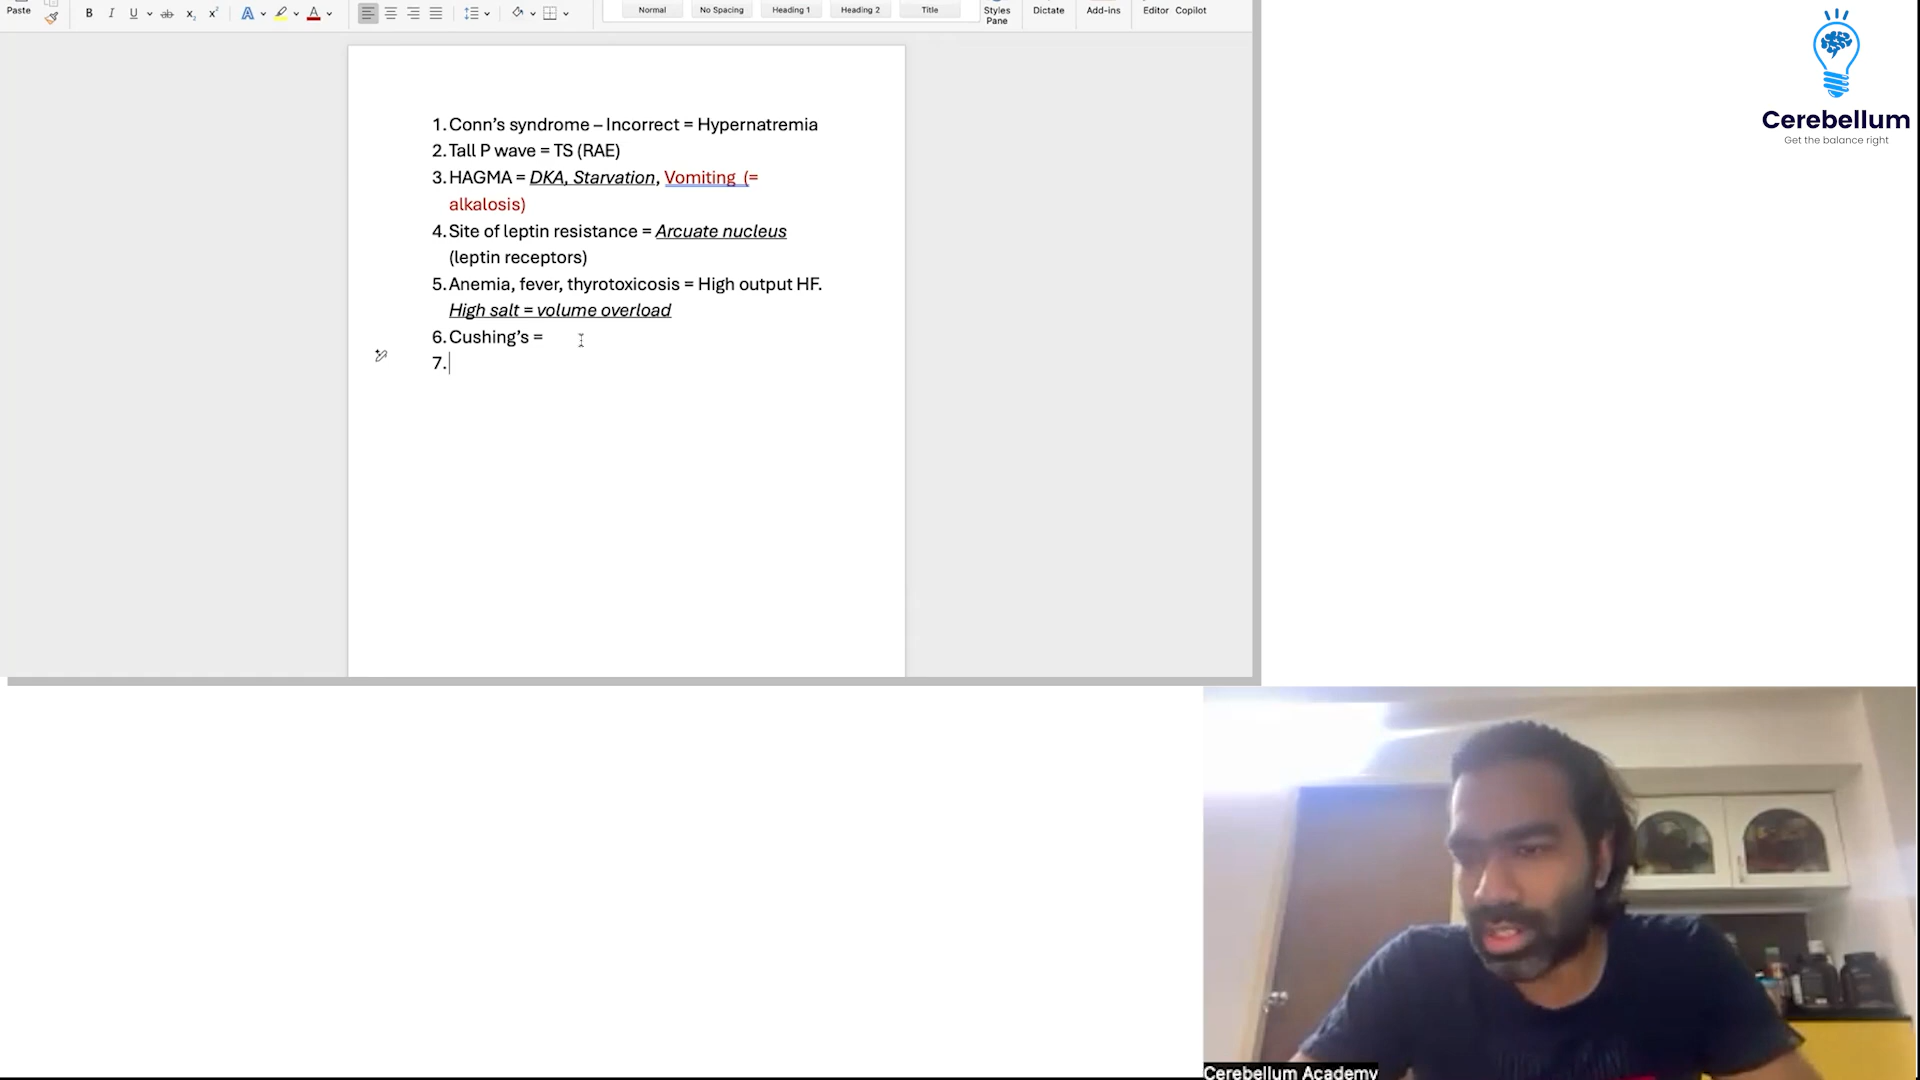 Paste
B I U ab x, x² A A
Normal No Spacing Heading 1 Heading 2 Title
Styles Pane
Dictate Add-ins Editor Copilot
Cerebellum
Get the balance right
1. Conn's syndrome – Incorrect = Hypernatremia
2. Tall P wave = TS (RAE)
3. HAGMA = DKA, Starvation, Vomiting (=
alkalosis)
4. Site of leptin resistance = Arcuate nucleus
(leptin receptors)
5. Anemia, fever, thyrotoxicosis = High output HF.
High salt = volume overload
6. Cushing's =
7.
Cerebellum Academy